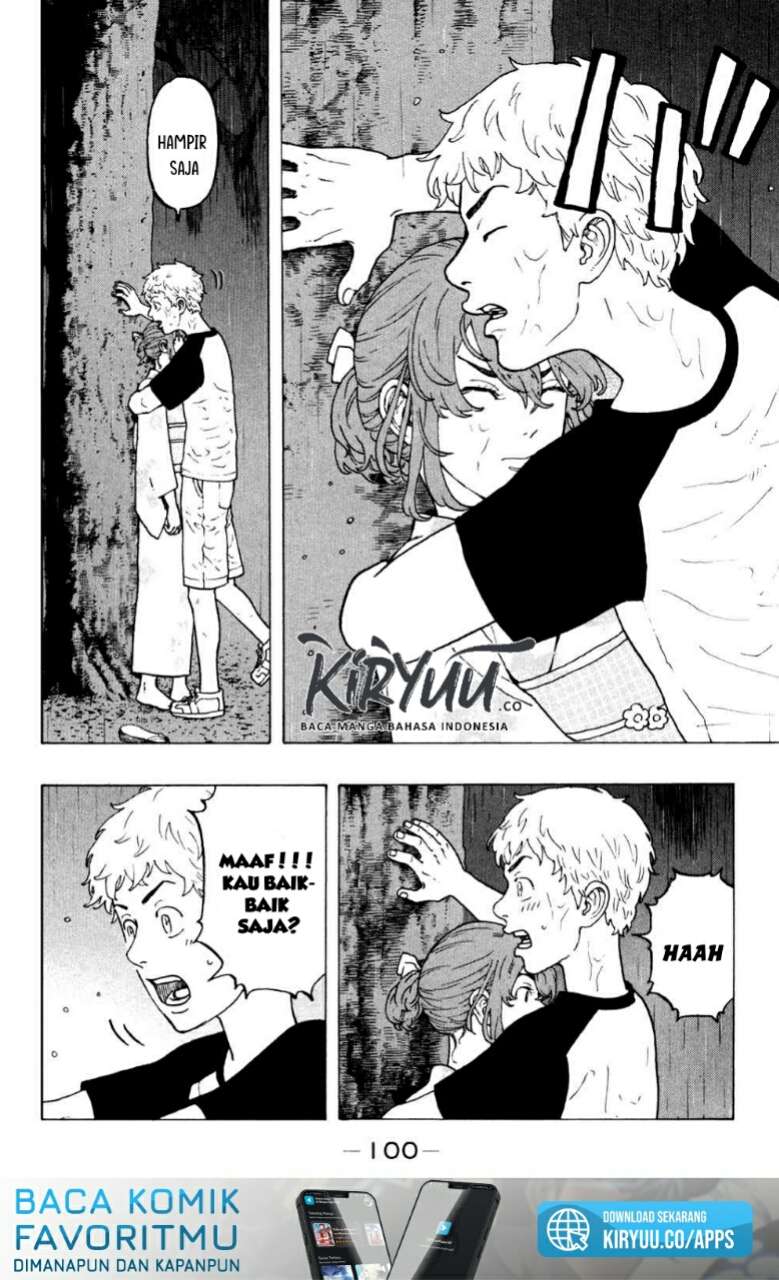 HAMPIR
SAJA
KIRYUU.CO
BACA MANGA BAHASA INDONESIA
HAAH
MAAF!!!
KAU BAIK-
BAIK
SAJA?
—100—
BACA KOMIK
FAVORITMU
DIMANAPUN DAN KAPANPUN
DOWNLOAD SEKARANG
KIRYUU.CO/APPS